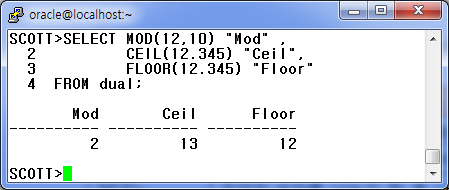 oracle@localhost:~
SCOTT>SELECT MOD(12,10) "Mod" ,
2 CEIL(12.345) "Ceil",
3 FLOOR(12.345) "Floor"
4 FROM dual;
Mod Ceil Floor
---------- ---------- ----------
2 13 12
SCOTT>